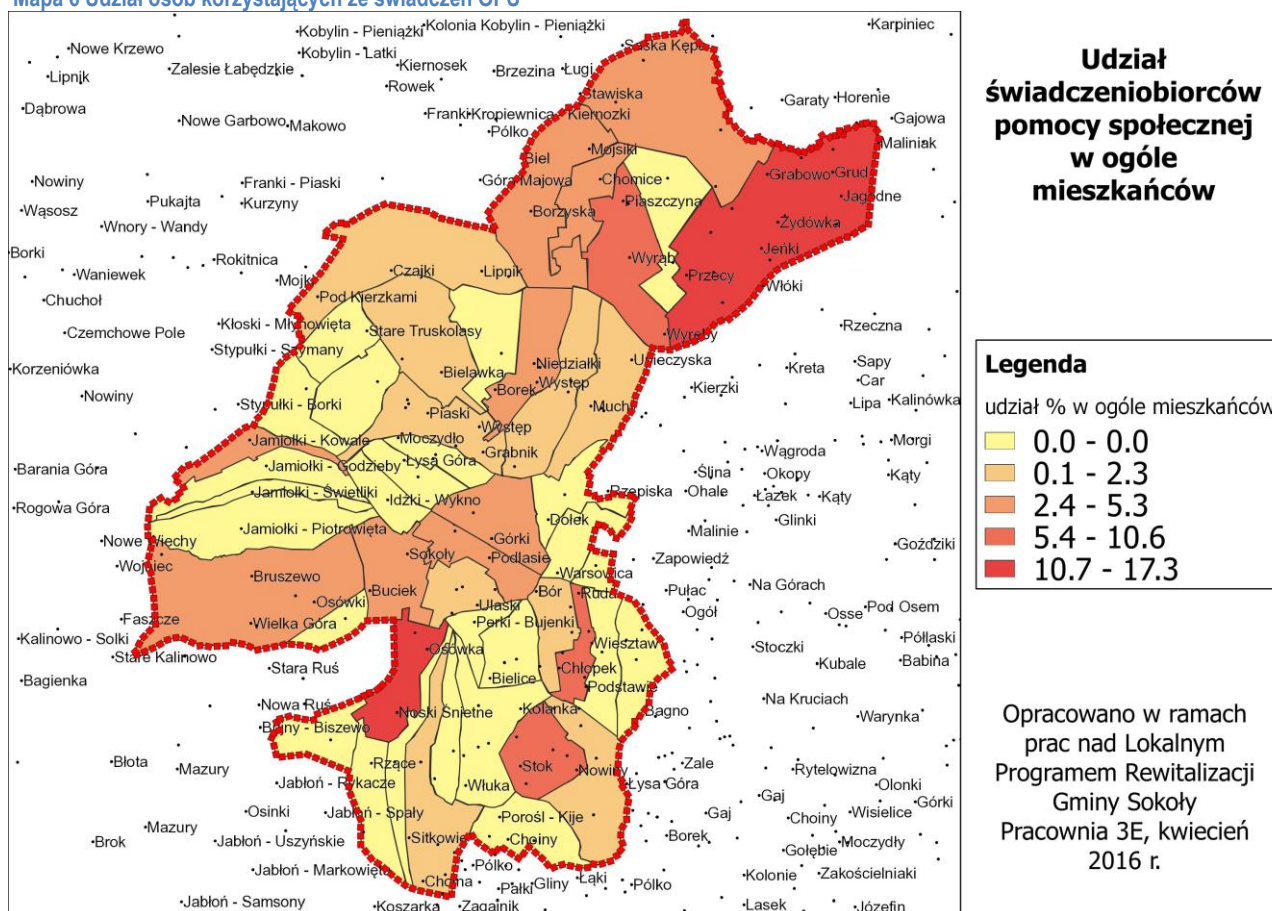 Mapa 6 Udział osób korzystających ze świadczeń OPS
Udział
świadczeniobiorców
pomocy społecznej
w ogóle
mieszkańców
Legenda
udział % w ogóle mieszkańców
0.0 - 0.0
0.1 - 2.3
2.4 - 5.3
5.4 - 10.6
10.7 - 17.3
Opracowano w ramach
prac nad Lokalnym
Programem Rewitalizacji
Gminy Sokoły
Pracownia 3E, kwiecień
2016 r.
Kobylin - Pieniążki
Kolonia Kobylin - Pieniążki
Karpiniec
Nowe Krzewo
Kobylin - Latki
Saska Kępa
Lipnik
Zalesie Łabędzkie
Kiernosek
Brzezina
Ługi
Rowek
Stawiska
Garaty
Horenie
Dąbrowa
Nowe Garbowo
Makowo
Franki
Kropiewnica
Kiernozki
Gajowa
Pólko
Maliniak
Mojsiki
Biel
Nowiny
Franki - Piaski
Góra Majowa
Chomice
Grabowo
Grud
Pukajta
Kurzyny
Piaszczyna
Jagodne
Wąsosz
Wnory - Wandy
Borzyska
Żydówka
Borki
Rokitnica
Wyrąb
Jeńki
Waniewek
Mojki
Czajki
Lipnik
Przecy
Włóki
Chuchoł
Pod Kierzkami
Czemchowe Pole
Kłoski - Młynowięta
Stare Truskolasy
Wyręby
Rzeczna
Stypułki - Szymany
Niedziałki
Korzeniówka
Bielawka
Kierzki
Kreta
Sapy
Występ
Car
Nowiny
Stypułki - Borki
Borek
Lipa
Kalinówka
Piaski
Występ
Jamiołki - Kowale
Moczydło
Grabnik
Wągroda
Morgi
Barania Góra
Jamiołki - Godzieby
Łysa Góra
Ślina
Okopy
Kąty
Jamiołki - Świetliki
Idźki - Wykno
Rzepiska
Ohale
Łazek
Kąty
Rogowa Góra
Dołek
Glinki
Jamiołki - Piotrowięta
Malinie
Nowe Wiechy
Górki
Goździki
Sokoły
Podlasie
Zapowiedź
Bruszewo
Warsowica
Na Górach
Buciek
Bór
Ruda
Pułac
Osówki
Ułaski
Ogół
Osse
Pod Osem
Faszcze
Wielka Góra
Perki - Bujenki
Kalinowo - Solki
Osówka
Wiesztaw
Stoczki
Półłaski
Stare Kalinowo
Stara Ruś
Chłopek
Kubale
Babina
Bagienka
Bielice
Podstawie
Na Kruciach
Nowa Ruś
Noski Śnietne
Kolanka
Bagno
Warynka
Bujny - Biszewo
Błota
Mazury
Rzące
Stok
Nowiny
Zale
Rytelowizna
Jabłoń - Rykacze
Włuka
Łysa Góra
Olonki
Osinki
Jabłoń - Spały
Porośl - Kije
Gaj
Gaj
Górki
Mazury
Choiny
Wisielice
Brok
Jabłoń - Uszyńskie
Sitkowie
Choiny
Borek
Moczydły
Gołębie
Jabłoń - Markowięta
Pólko
Kolonie
Zakościelniaki
Pałki
Gliny
Łąki
Pólko
Jabłoń - Samsony
Koszarka
Zagajnik
Lasek
Józefin